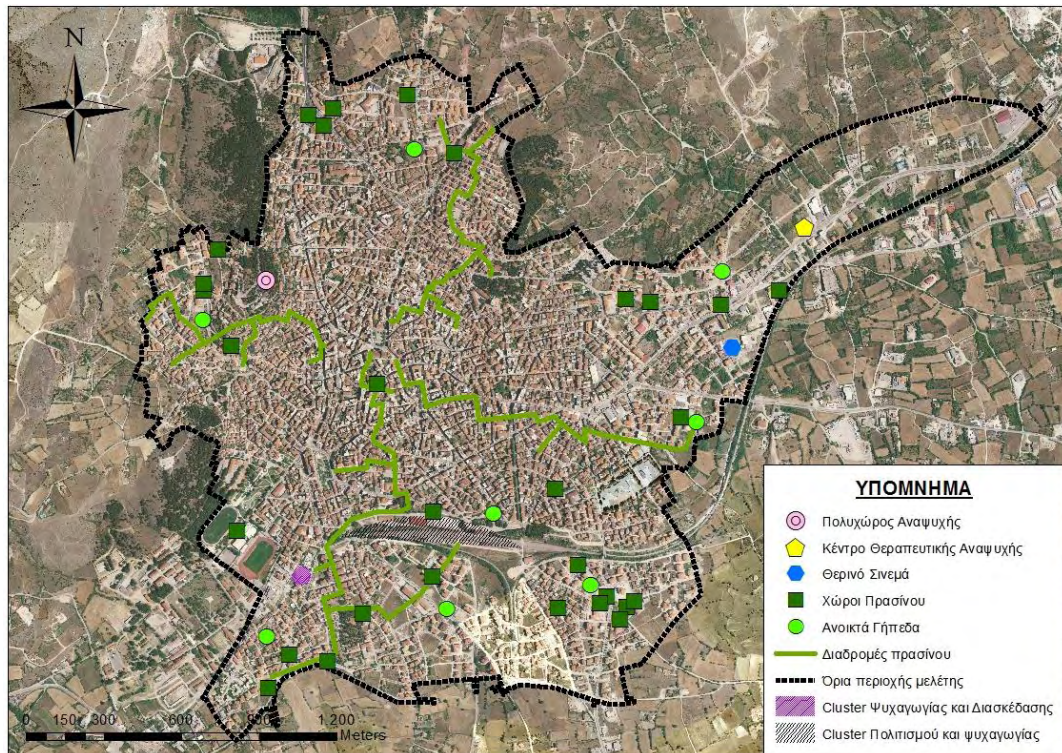 N
ΥΠΟΜΝΗΜΑ
Πολυχώρος Αναψυχής
Κέντρο Θεραπευτικής Αναψυχής
Θερινό Σινεμά
Χώροι Πρασίνου
Ανοικτά Γήπεδα
Διαδρομές πρασίνου
Όρια περιοχής μελέτης
Cluster Ψυχαγωγίας και Διασκέδασης
Cluster Πολιτισμού και ψυχαγωγίας
0 150 300 600 900 1.200
Meters